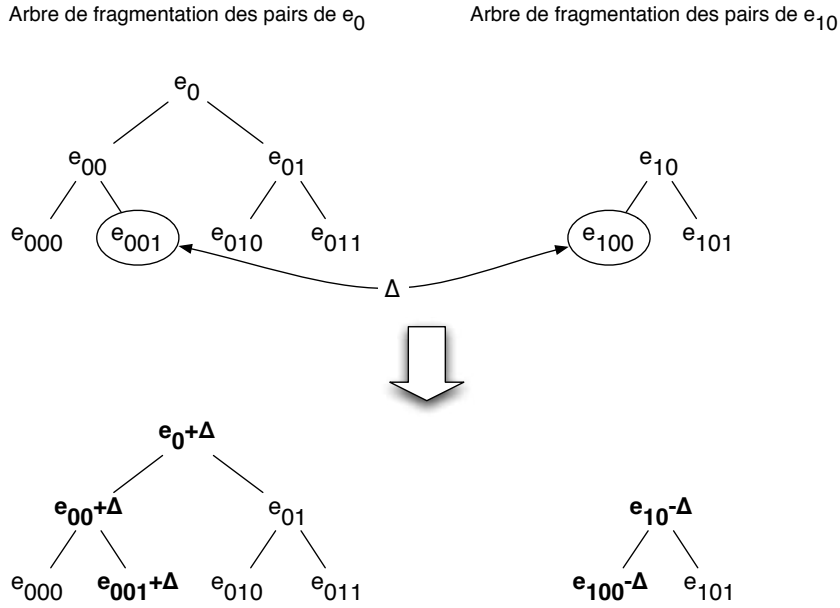 Arbre de fragmentation des pairs de e0 Arbre de fragmentation des pairs de e10
e0
e00 e01 e10
e000 e001 e010 e011 e100 e101
Δ
e0+Δ
e00+Δ e01 e10-Δ
e000 e001+Δ e010 e011 e100-Δ e101